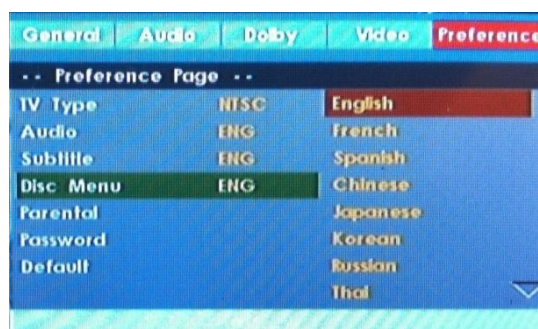 General Audio Dolby Video Preference
-- Preference Page --
TV Type NTSC English
Audio ENG French
Subtitle ENG Spanish
Disc Menu ENG Chinese
Parental Japanese
Password Korean
Default Russian
Thai